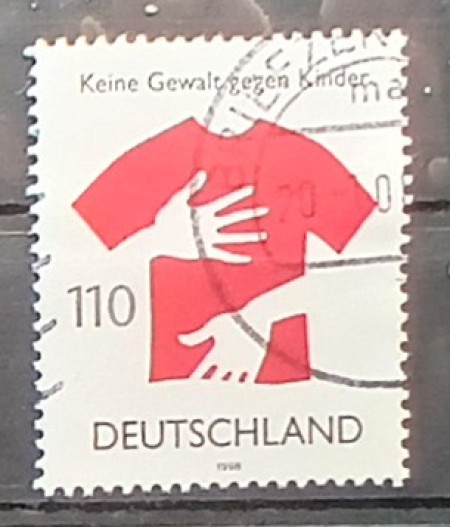 Keine Gewalt gegen Kinder
110
DEUTSCHLAND
1998